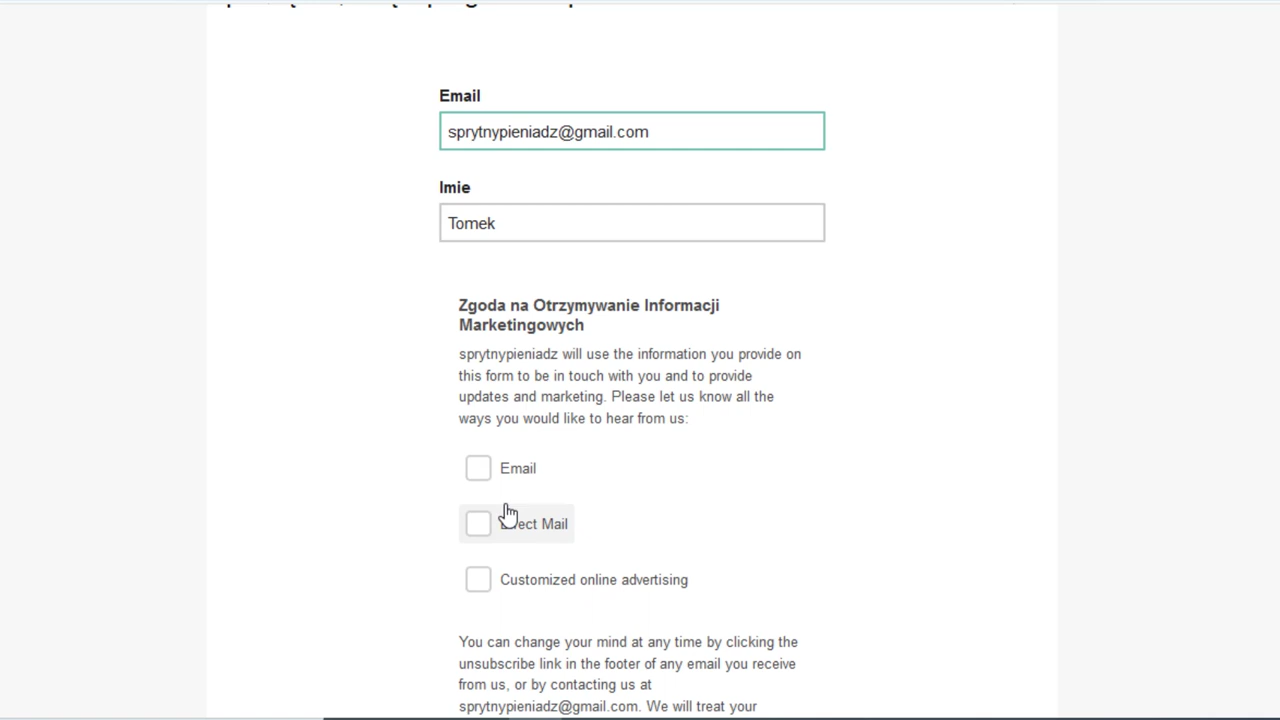 Email
sprytnypieniadz@gmail.com
Imie
Tomek
Zgoda na Otrzymywanie Informacji
Marketingowych
sprytnypieniadz will use the information you provide on
this form to be in touch with you and to provide
updates and marketing. Please let us know all the
ways you would like to hear from us:
Email
Mail
Customized online advertising
You can change your mind at any time by clicking the
unsubscribe link in the footer of any email you receive
from us, or by contacting us at
sprytnypieniadz@gmail.com. We will treat your